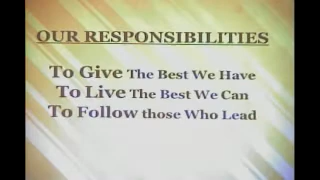 OUR RESPONSIBILITIES
To Give The Best We Have
To Live The Best We Can
To Follow those Who Lead